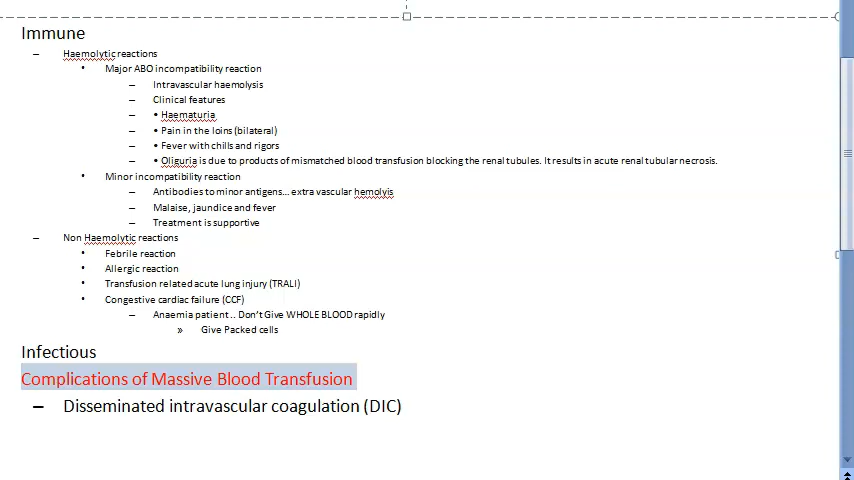 Immune
– Haemolytic reactions
• Major ABO incompatibility reaction
– Intravascular haemolysis
– Clinical features
– • Haematuria
– • Pain in the loins (bilateral)
– • Fever with chills and rigors
– • Oliguria is due to products of mismatched blood transfusion blocking the renal tubules. It results in acute renal tubular necrosis.
• Minor incompatibility reaction
– Antibodies to minor antigens... extra vascular hemolyis
– Malaise, jaundice and fever
– Treatment is supportive
– Non Haemolytic reactions
• Febrile reaction
• Allergic reaction
• Transfusion related acute lung injury (TRALI)
• Congestive cardiac failure (CCF)
– Anaemia patient .. Don't Give WHOLE BLOOD rapidly
» Give Packed cells
Infectious
Complications of Massive Blood Transfusion
– Disseminated intravascular coagulation (DIC)